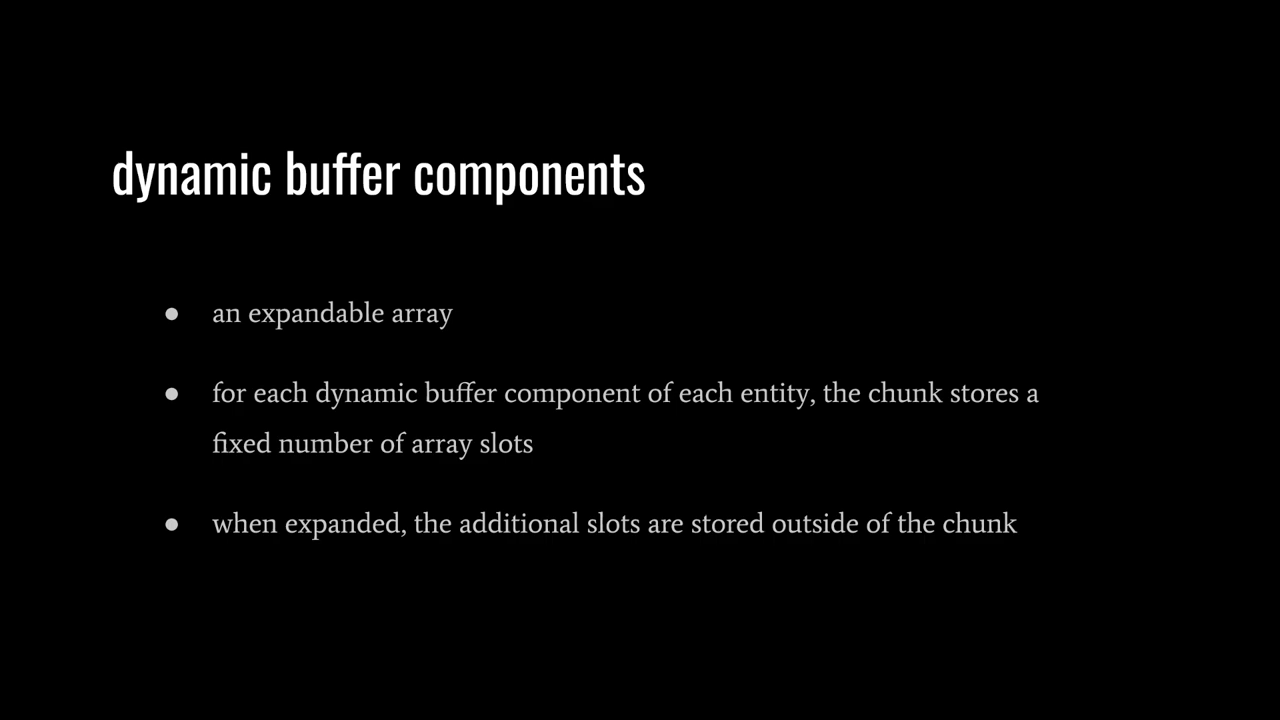 dynamic buffer components
● an expandable array
● for each dynamic buffer component of each entity, the chunk stores a
fixed number of array slots
● when expanded, the additional slots are stored outside of the chunk